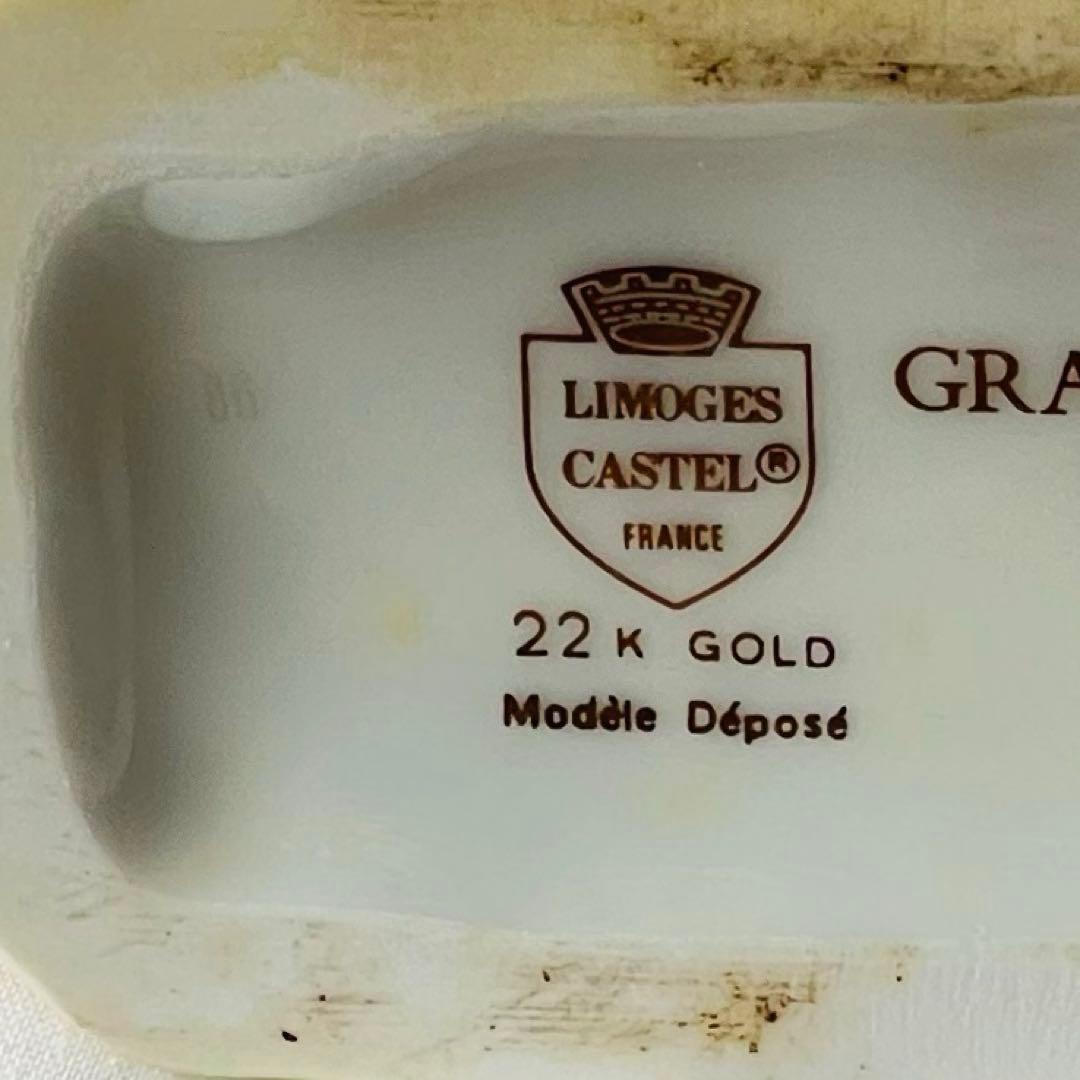 LIMOGES
CASTEL®
FRANCE
22 K GOLD
Modèle Déposé
GRA